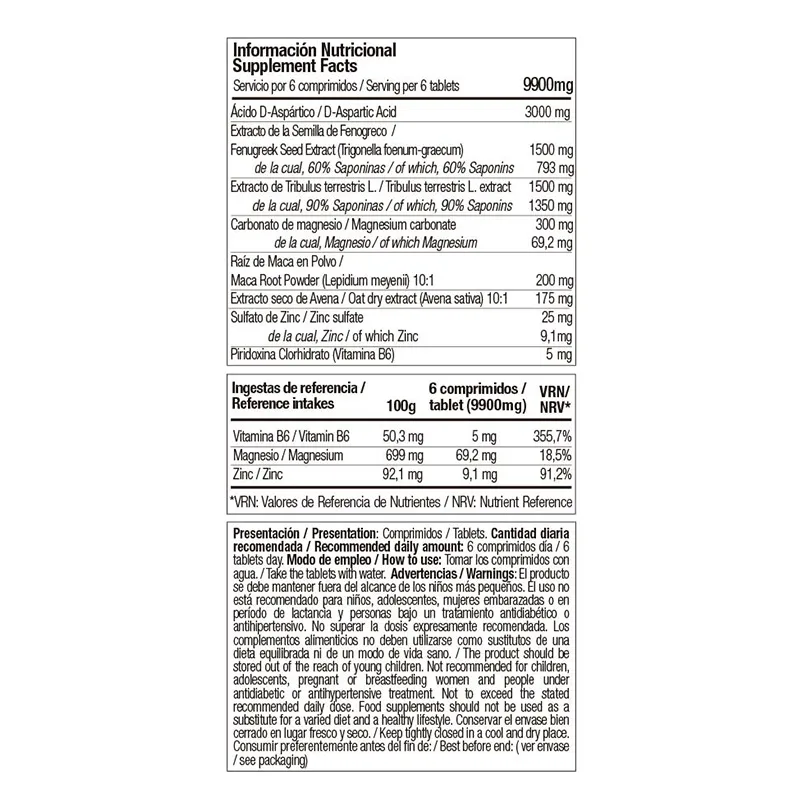 Información Nutricional
Supplement Facts
Servicio por 6 comprimidos / Serving per 6 tablets 9900mg
Ácido D-Aspártico / D-Aspartic Acid 3000 mg
Extracto de la Semilla de Fenogreco /
Fenugreek Seed Extract (Trigonella foenum-graecum) 1500 mg
de la cual, 60% Saponinas / of which, 60% Saponins 793 mg
Extracto de Tribulus terrestris L. / Tribulus terrestris L. extract 1500 mg
de la cual, 90% Saponinas / of which, 90% Saponins 1350 mg
Carbonato de magnesio / Magnesium carbonate 300 mg
de la cual, Magnesio / of which Magnesium 69,2 mg
Raíz de Maca en Polvo /
Maca Root Powder (Lepidium meyenii) 10:1 200 mg
Extracto seco de Avena / Oat dry extract (Avena sativa) 10:1 175 mg
Sulfato de Zinc / Zinc sulfate 25 mg
de la cual, Zinc / of which Zinc 9,1mg
Piridoxina Clorhidrato (Vitamina B6) 5 mg
Ingestas de referencia / 6 comprimidos / VRN/
Reference intakes 100g tablet (9900mg) NRV*
Vitamina B6 / Vitamin B6 50,3 mg 5 mg 355,7%
Magnesio / Magnesium 699 mg 69,2 mg 18,5%
Zinc / Zinc 92,1 mg 9,1 mg 91,2%
*VRN: Valores de Referencia de Nutrientes / NRV: Nutrient Reference
Presentación / Presentation: Comprimidos / Tablets. Cantidad diaria
recomendada / Recommended daily amount: 6 comprimidos día / 6
tablets day. Modo de empleo / How to use: Tomar los comprimidos con
agua. / Take the tablets with water. Advertencias / Warnings: El producto
se debe mantener fuera del alcance de los niños más pequeños. El uso no
está recomendado para niños, adolescentes, mujeres embarazadas o en
período de lactancia y personas bajo un tratamiento antidiabético o
antihipertensivo. No superar la dosis expresamente recomendada. Los
complementos alimenticios no deben utilizarse como sustitutos de una
dieta equilibrada ni de un modo de vida sano. / The product should be
stored out of the reach of young children. Not recommended for children,
adolescents, pregnant or breastfeeding women and people under
antidiabetic or antihypertensive treatment. Not to exceed the stated
recommended daily dose. Food supplements should not be used as a
substitute for a varied diet and a healthy lifestyle. Conservar el envase bien
cerrado en lugar fresco y seco. / Keep tightly closed in a cool and dry place.
Consumir preferentemente antes del fin de: / Best before end: ( ver envase
/ see packaging)